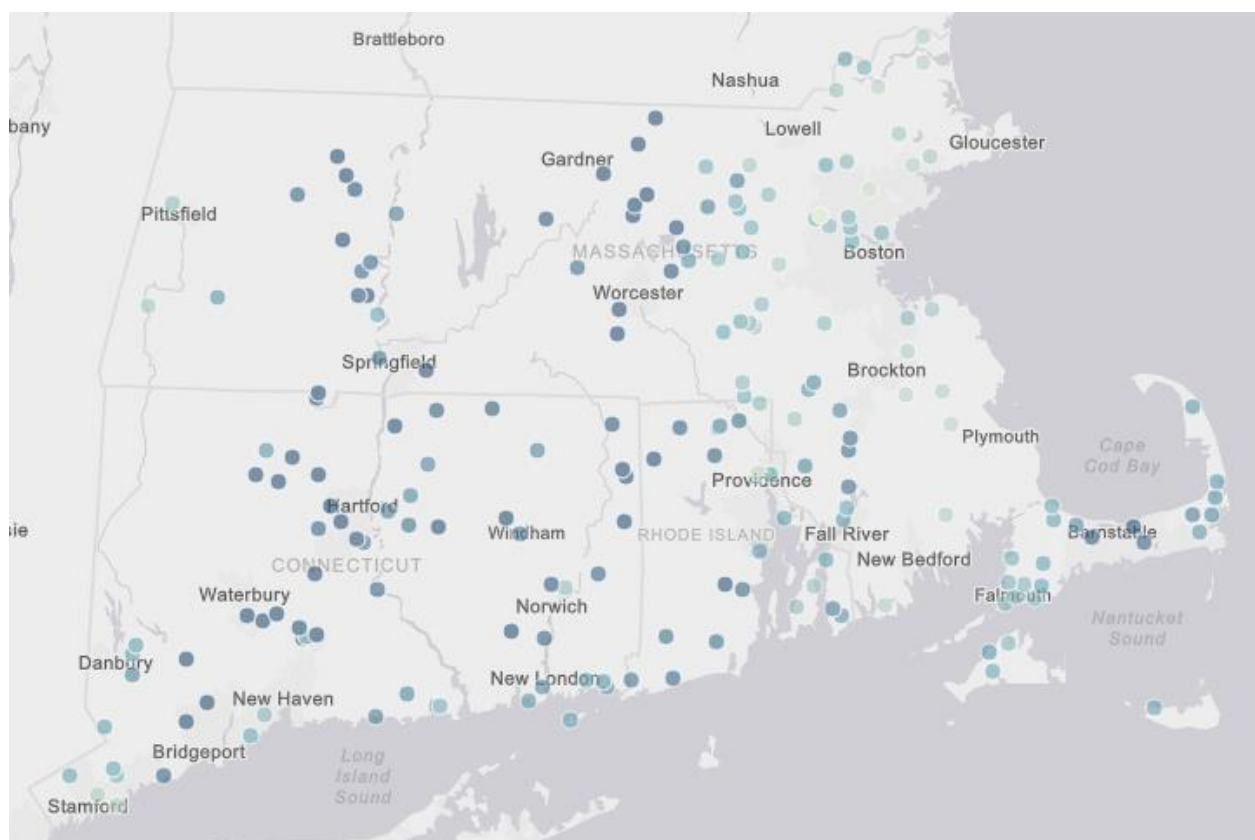 Brattleboro
Nashua
bany
Lowell
Gardner
Gloucester
Pittsfield
MASSACHUSETTS
Boston
Worcester
Springfield
Brockton
Plymouth
Cape
Cod Bay
Providence
Hartford
sie
Windham
RHODE ISLAND
Fall River
Barnstable
CONNECTICUT
New Bedford
Waterbury
Norwich
Falmouth
Nantucket
Sound
Danbury
New London
New Haven
Bridgeport
Long
Island
Sound
Stamford